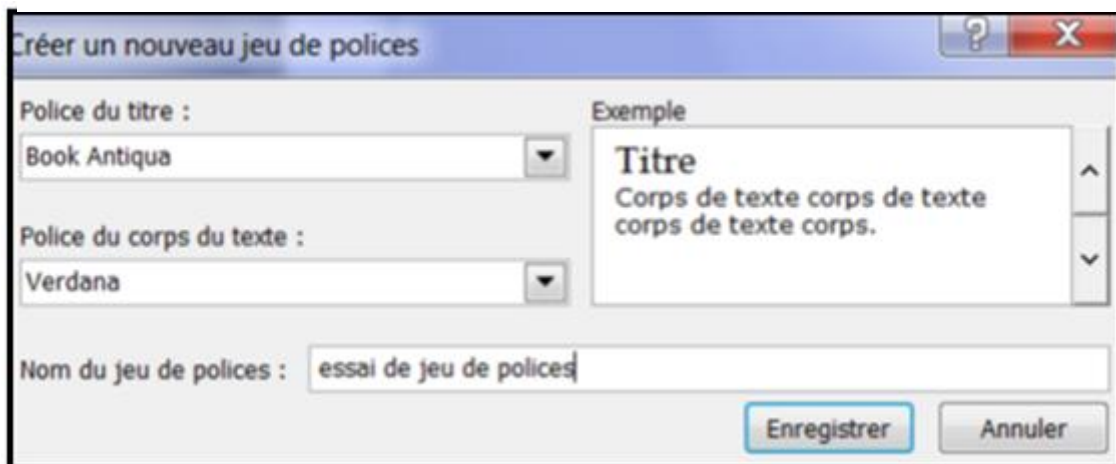 Créer un nouveau jeu de polices
Police du titre :
Book Antiqua
Police du corps du texte :
Verdana
Exemple
Titre
Corps de texte corps de texte
corps de texte corps.
Nom du jeu de polices : essai de jeu de polices
Enregistrer Annuler